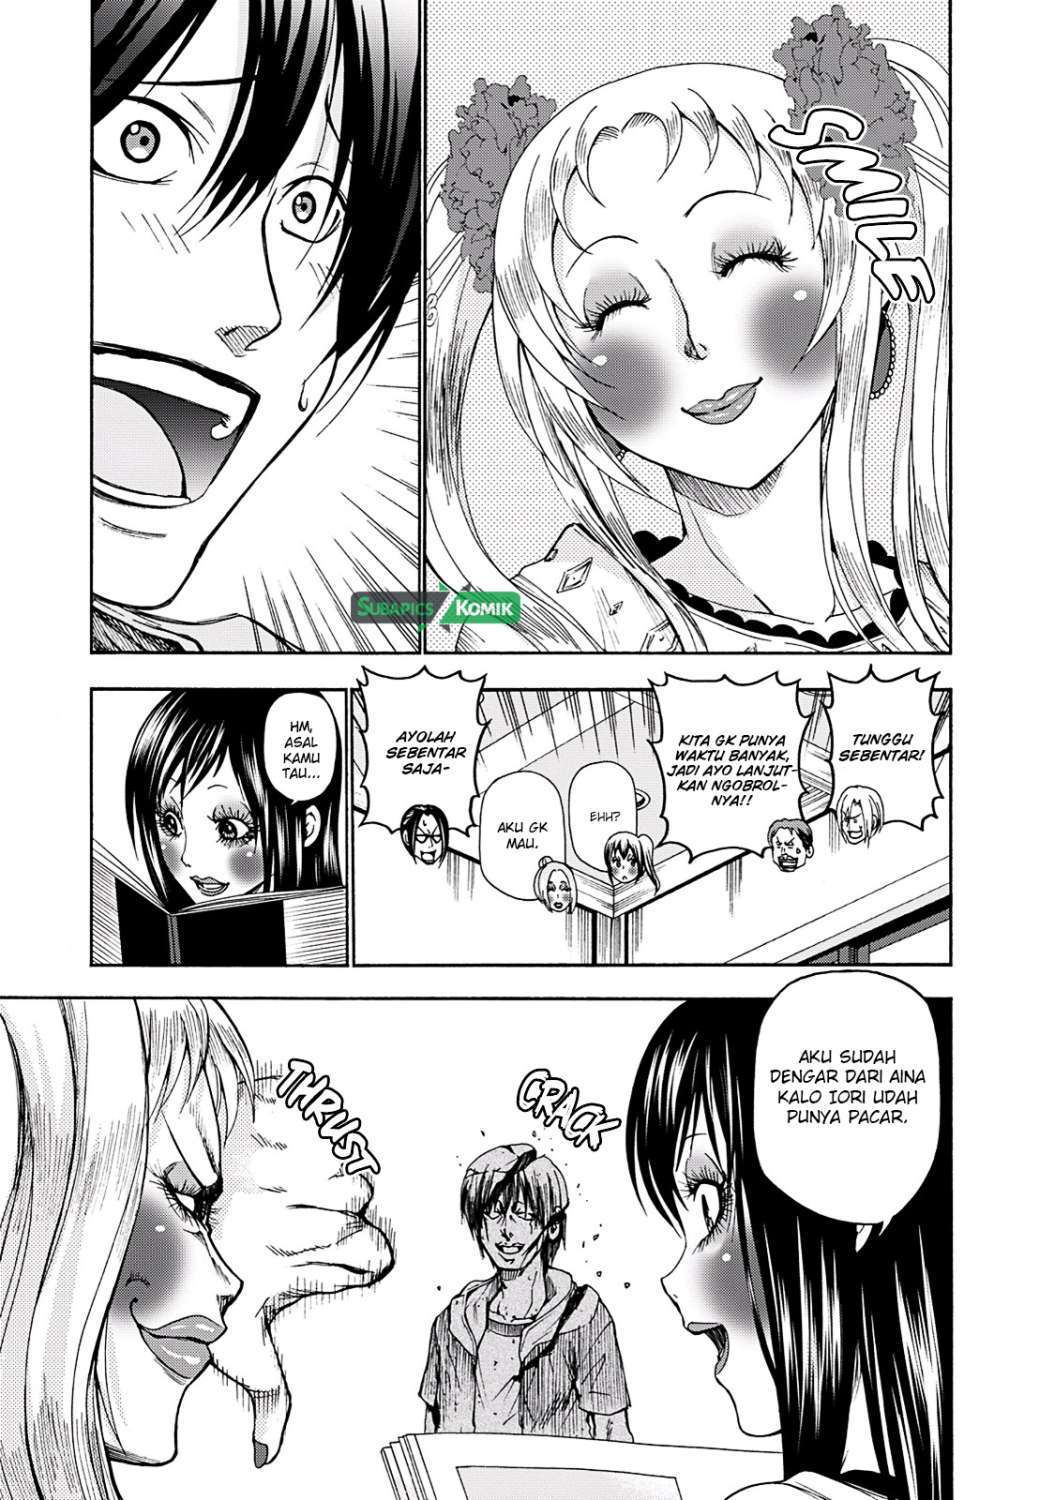 SMILE
SUBAPICS KOMIK
TUNGGU
SEBENTAR!
KITA GK PUNYA
WAKTU BANYAK,
JADI AYO LANJUT-
KAN NGOBROL-
NYA!!
EHH?
AKU GK
MAU.
AYOLAH
SEBENTAR
SAJA-
HM,
ASAL
KAMU
TAU...
AKU SUDAH
DENGAR DARI AINA
KALO IORI UDAH
PUNYA PACAR.
CRACK
THRUST